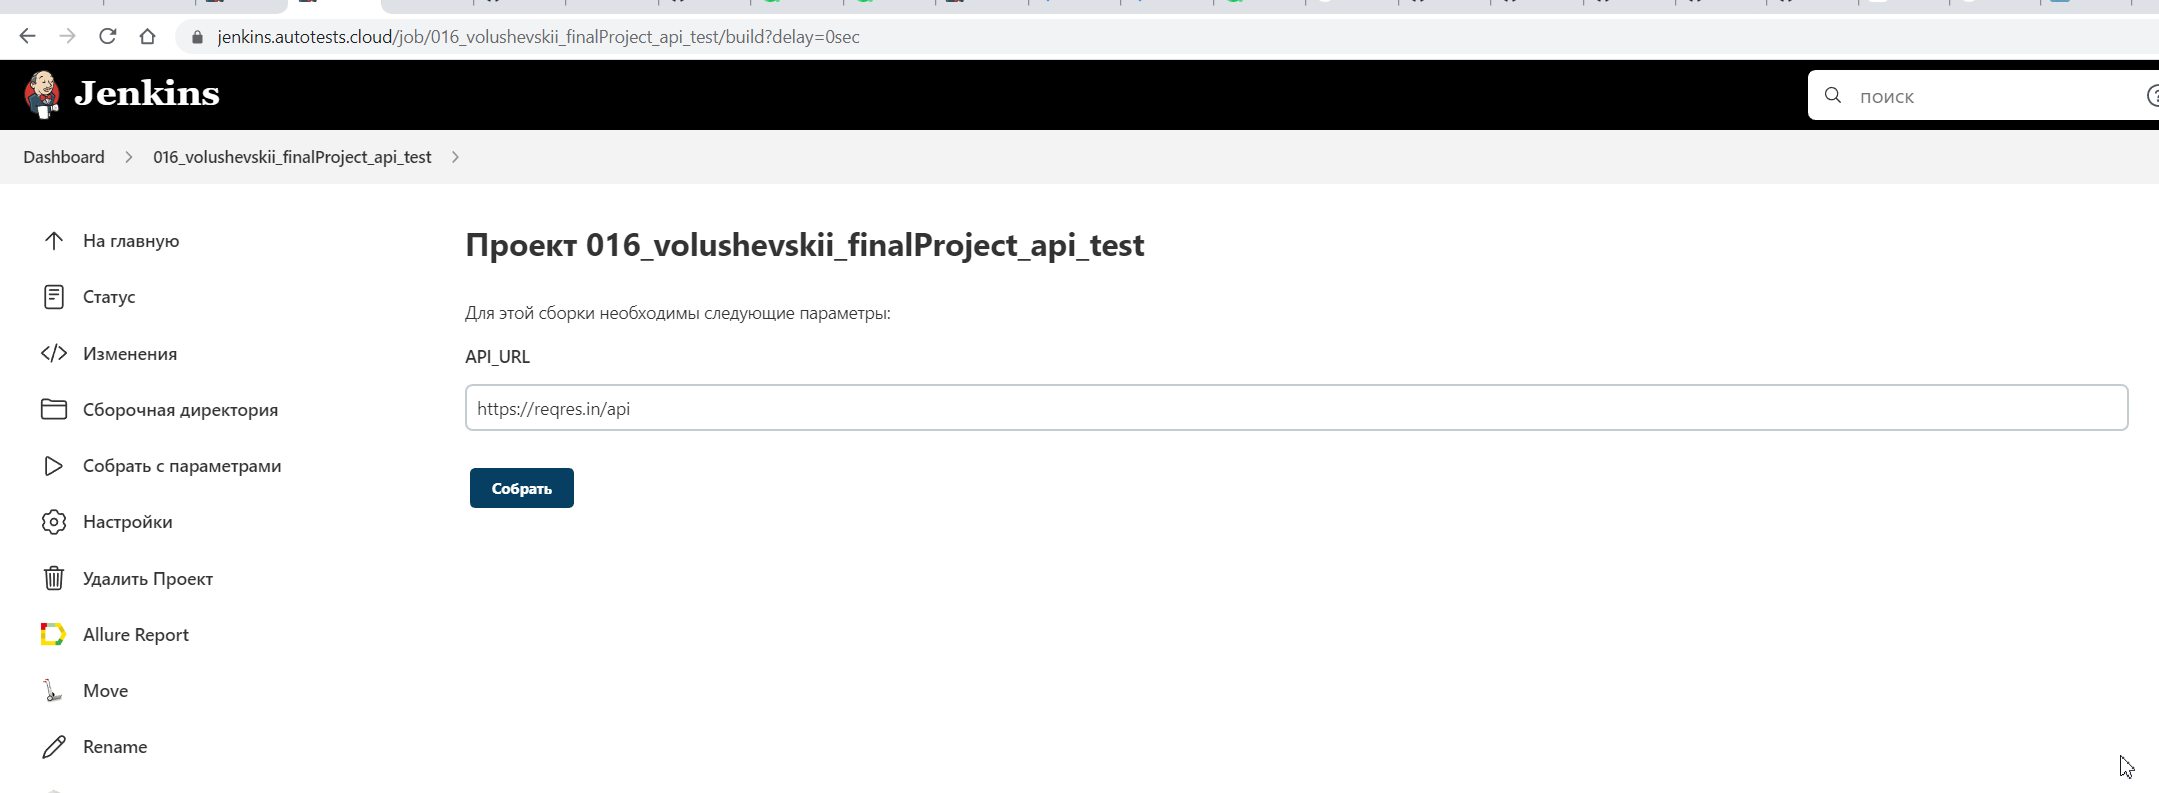 jenkins.autotests.cloud/job/016_volushevskii_finalProject_api_test/build?delay=0sec
Jenkins
поиск
Dashboard
016_volushevskii_finalProject_api_test
На главную
Статус
Изменения
Сборочная директория
Собрать с параметрами
Настройки
Удалить Проект
Allure Report
Move
Rename
Проект 016_volushevskii_finalProject_api_test
Для этой сборки необходимы следующие параметры:
API_URL
https://reqres.in/api
Собрать